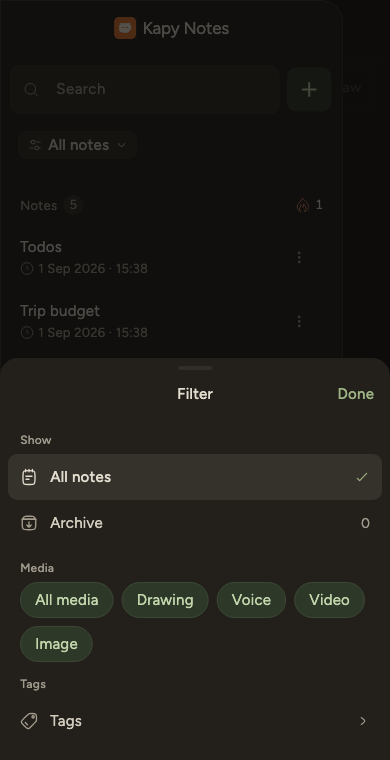 Kapy Notes
Search
aw
All notes
Notes 5
1
Todos
1 Sep 2026 · 15:38
Trip budget
1 Sep 2026 · 15:38
Filter
Done
Show
All notes
Archive
0
Media
All media
Drawing
Voice
Video
Image
Tags
Tags